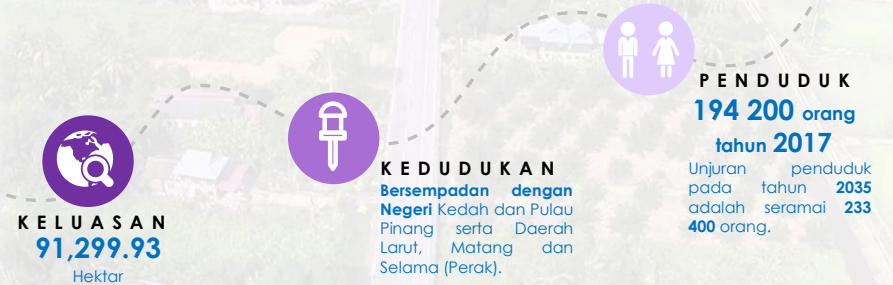 KELUASAN
91,299.93
Hektar
KEDUDUKAN
Bersempadan dengan
Negeri Kedah dan Pulau
Pinang serta Daerah
Larut, Matang dan
Selama (Perak).
PENDUDUK
194 200 orang
tahun 2017
Unjuran penduduk
pada tahun 2035
adalah seramai 233
400 orang.